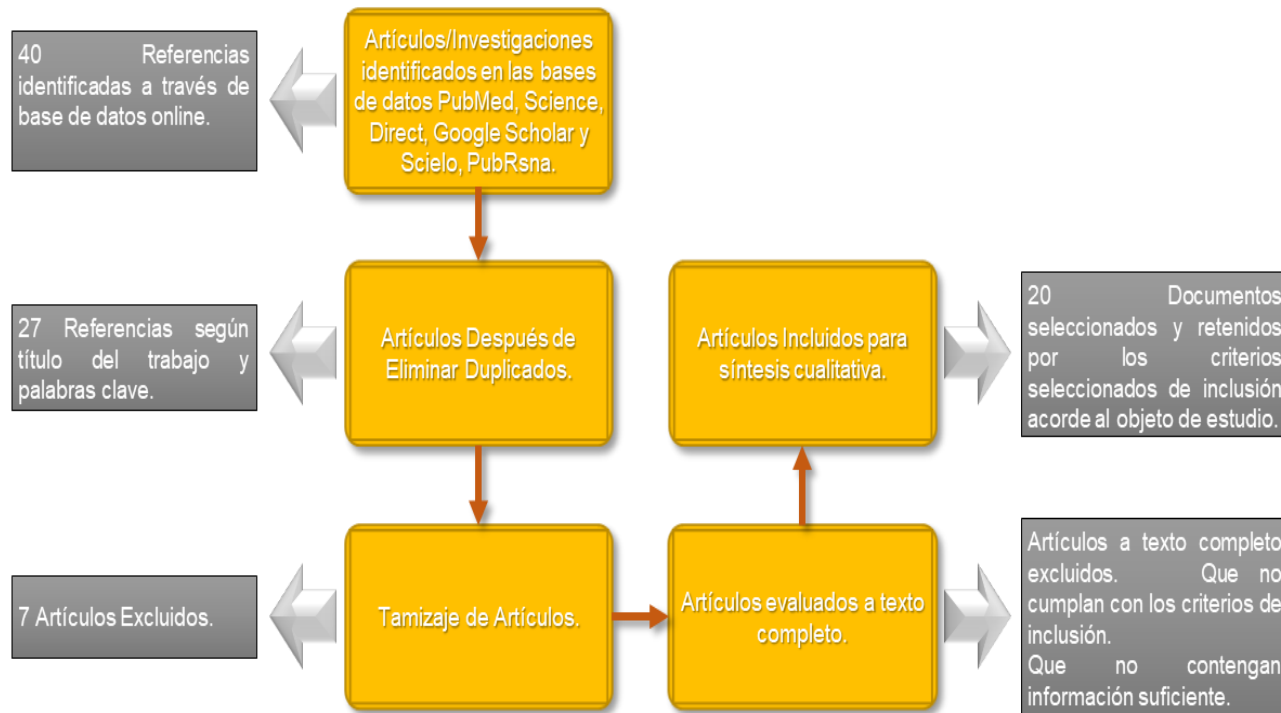 40 Referencias
identificadas a través de
base de datos online.
Artículos/Investigaciones
identificados en las bases
de datos PubMed, Science,
Direct, Google Scholar y
Scielo, PubRsna.
27 Referencias según
título del trabajo y
palabras clave.
Artículos Después de
Eliminar Duplicados.
Artículos Incluidos para
síntesis cualitativa.
20 Documentos
seleccionados y retenidos
por los criterios
seleccionados de inclusión
acorde al objeto de estudio.
7 Artículos Excluidos.
Tamizaje de Artículos.
Artículos evaluados a texto
completo.
Artículos a texto completo
excluidos. Que no
cumplan con los criterios de
inclusión.
Que no contengan
información suficiente.